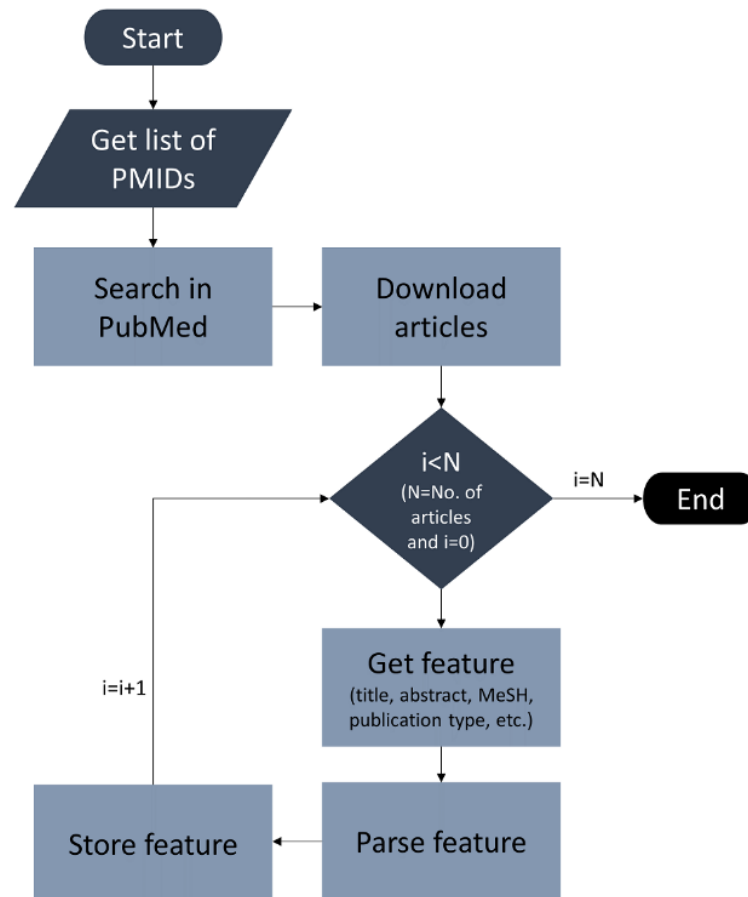 Start
Get list of
PMIDs
Search in
PubMed
Download
articles
i<N
(N=No. of
articles
and i=0)
i=N
End
Get feature
(title, abstract, MeSH,
publication type, etc.)
i=i+1
Store feature
Parse feature